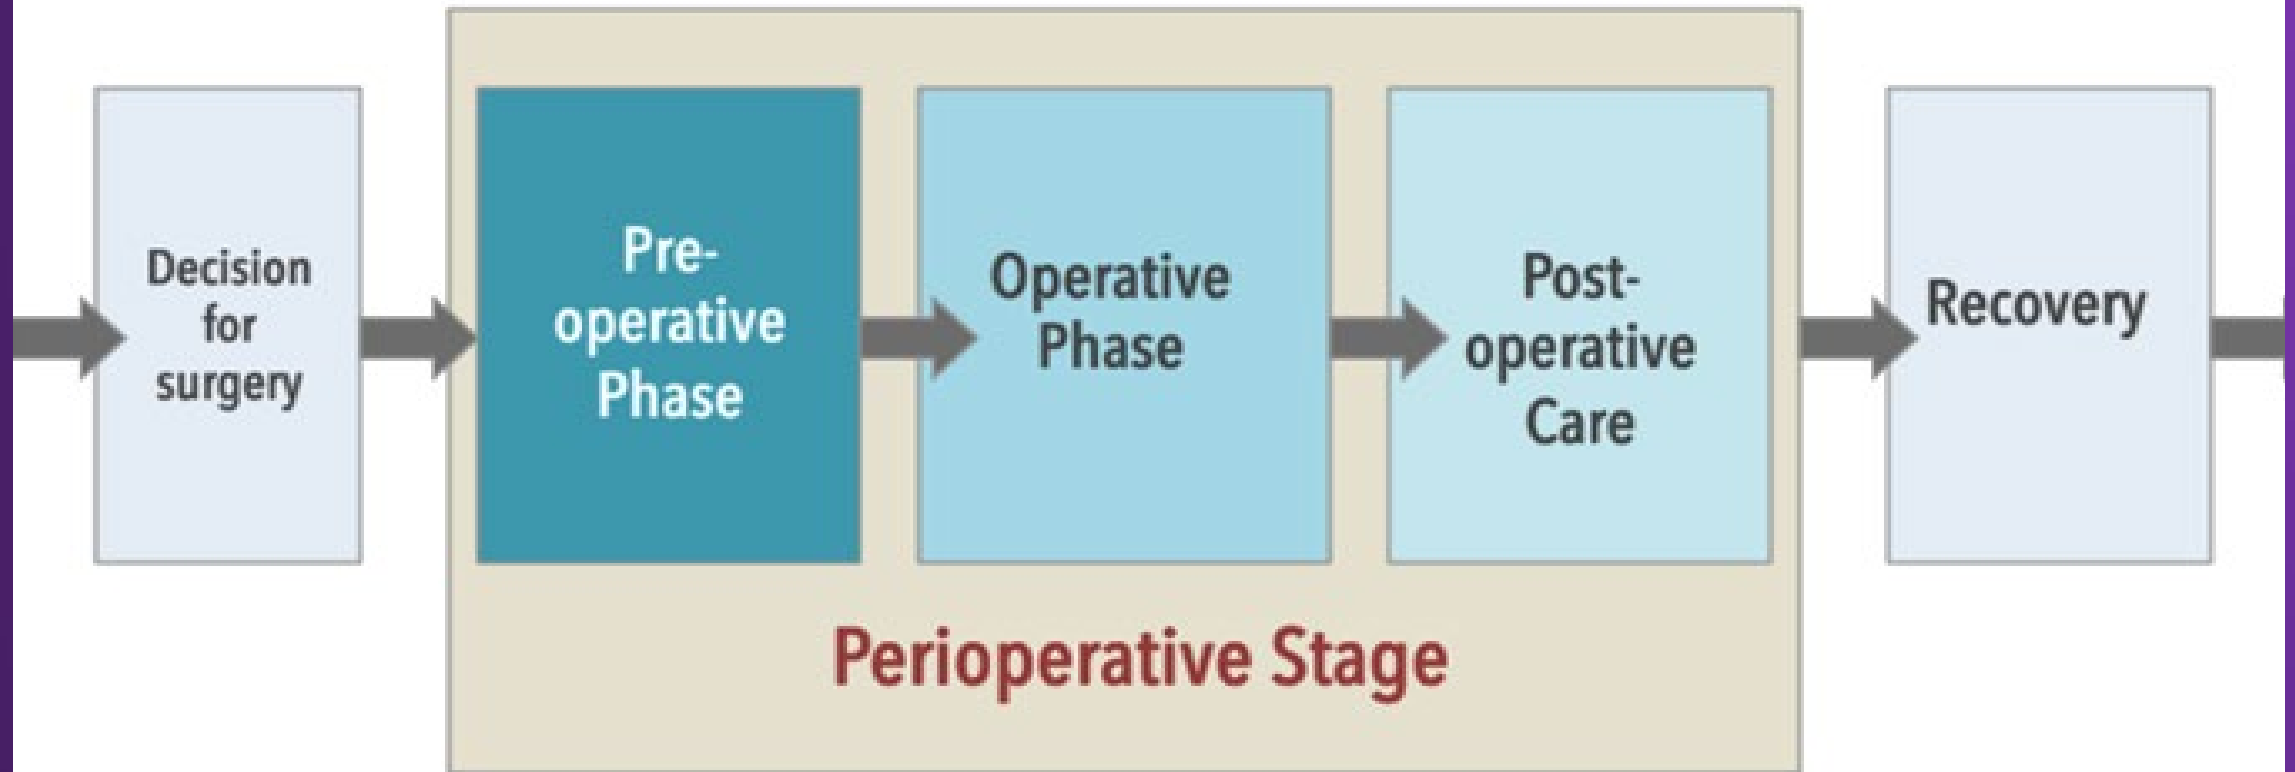 Decision
for
surgery
Pre-
operative
Phase
Operative
Phase
Post-
operative
Care
Recovery
Perioperative Stage